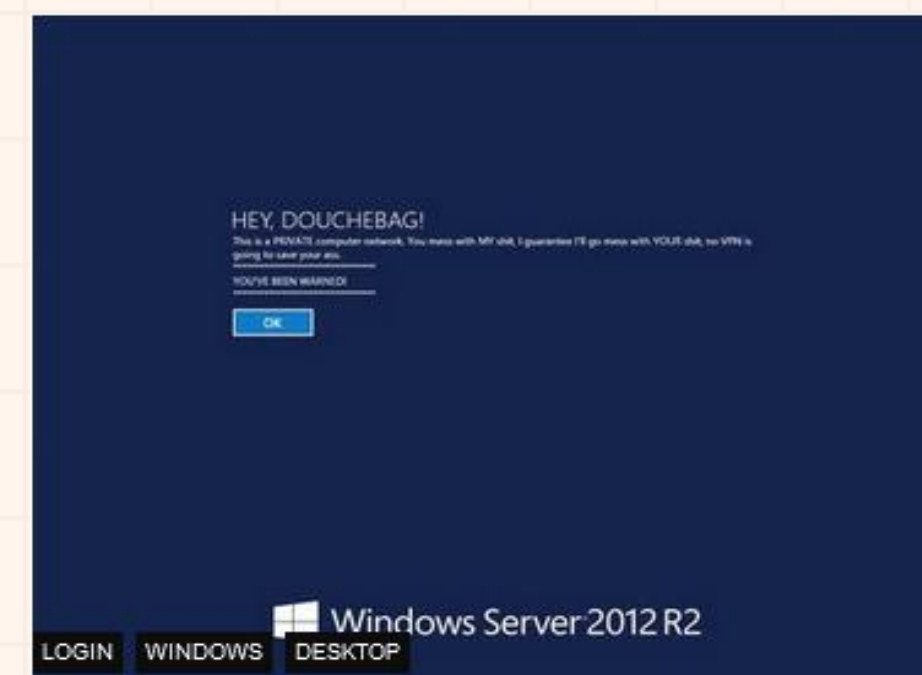 HEY, DOUCHEBAG!
This is a PRIVATE computer network. You mess with MY shit, I guarantee I'll go mess with YOUR shit, no VPN is
going to save your ass.
YOU'VE BEEN WARNED!
OK
Windows Server 2012 R2
LOGIN WINDOWS DESKTOP